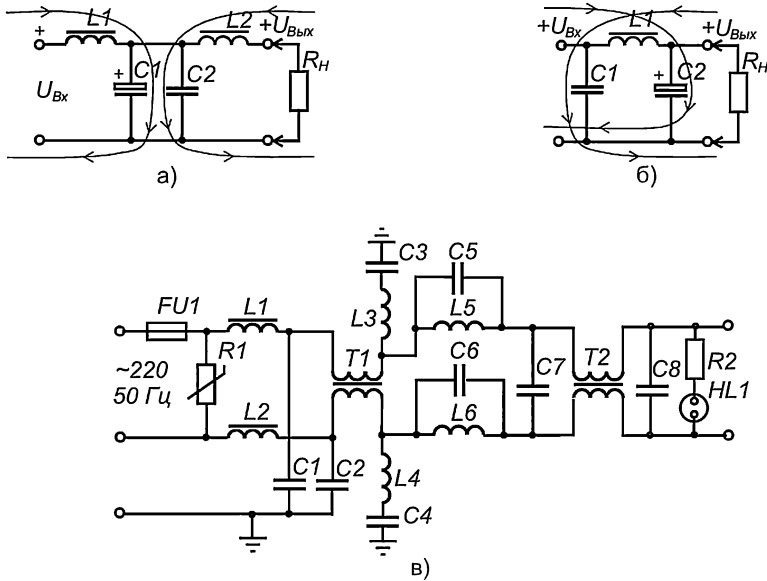 L1 L2 +Uвых
+ + C1 C2 Rн
Uвх
а)
+Uвх L1 +Uвых
C1 + C2 Rн
б)
C3 C5
FU1 L1 L3 L5
R1 T1 C6 C7 T2 C8 R2
~220 HL1
50 Гц
L2 L6
C1 C2 L4
C4
в)